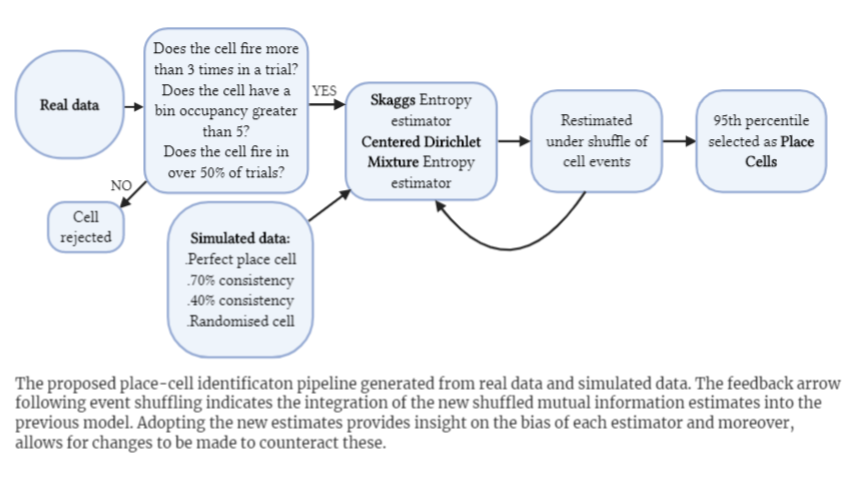 Real data
Does the cell fire more
than 3 times in a trial?
Does the cell have a
bin occupancy greater
than 5?
Does the cell fire in
over 50% of trials?
YES
NO
Cell
rejected
Simulated data:
.Perfect place cell
.70% consistency
.40% consistency
.Randomised cell
Skaggs Entropy
estimator
Centered Dirichlet
Mixture Entropy
estimator
Restimated
under shuffle of
cell events
95th percentile
selected as Place
Cells
The proposed place-cell identificaton pipeline generated from real data and simulated data. The feedback arrow
following event shuffling indicates the integration of the new shuffled mutual information estimates into the
previous model. Adopting the new estimates provides insight on the bias of each estimator and moreover,
allows for changes to be made to counteract these.